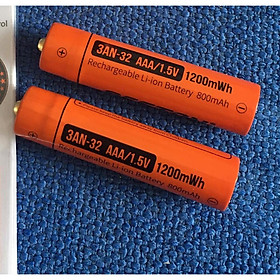 rol
3AN-32 AAA/1.5V 1200mWh
Rechargeable Li-ion Battery 800mAh
+
3AN-32 AAA/1.5V 1200mWh
Rechargeable Li-ion Battery 800mAh
+